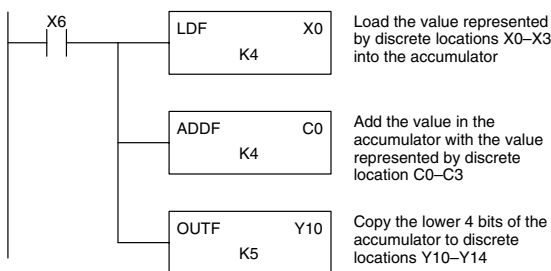 X6
LDF X0
K4
Load the value represented
by discrete locations X0–X3
into the accumulator
ADDF C0
K4
Add the value in the
accumulator with the value
represented by discrete
location C0–C3
OUTF Y10
K5
Copy the lower 4 bits of the
accumulator to discrete
locations Y10–Y14